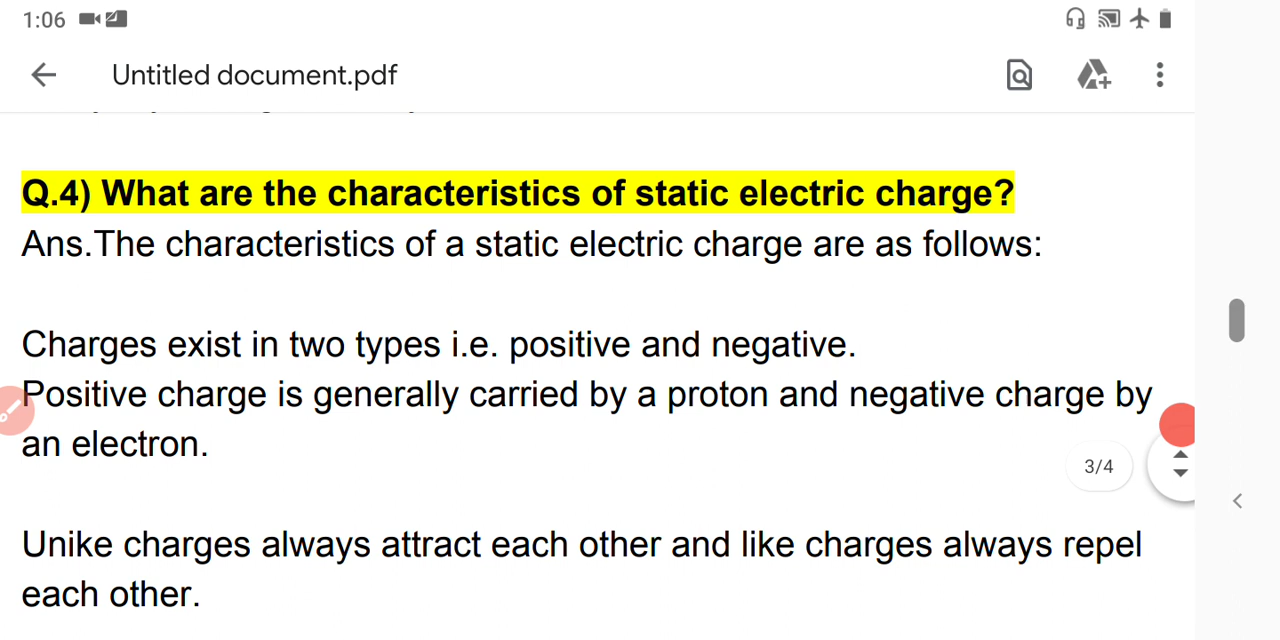 1:06
Untitled document.pdf
Q.4) What are the characteristics of static electric charge?
Ans.The characteristics of a static electric charge are as follows:
Charges exist in two types i.e. positive and negative.
Positive charge is generally carried by a proton and negative charge by
an electron.
3/4
Unike charges always attract each other and like charges always repel
each other.